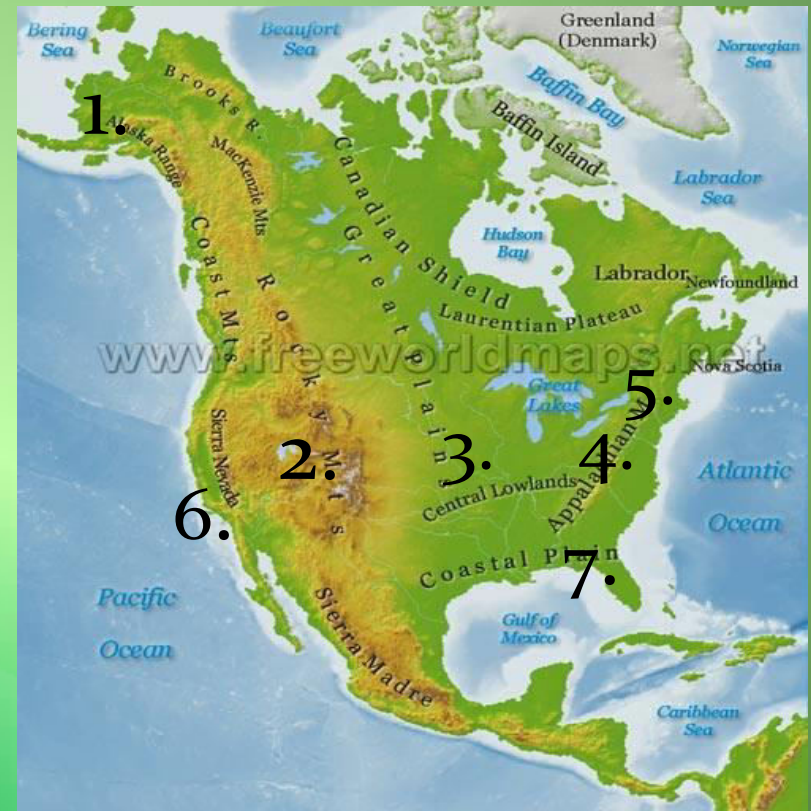 Greenland
(Denmark)
Bering
Sea
Beaufort
Sea
Norwegian
Sea
Baffin Bay
Brooks R.
1.
Alaska Range
MacKenzie Mts
Baffin Island
Canadian Shield
Labrador
Sea
Coast Mts
Great Plains
Hudson
Bay
Labrador
Newfoundland
Rocky Mts
Laurentian Plateau
www.freeworldmaps.net
Nova Scotia
Great
Lakes
5.
Sierra Nevada
2.
3.
4.
Appalachian M
Atlantic
Ocean
Central Lowlands
6.
Coastal Plain
7.
Pacific
Ocean
Sierra Madre
Gulf of
Mexico
Caribbean
Sea